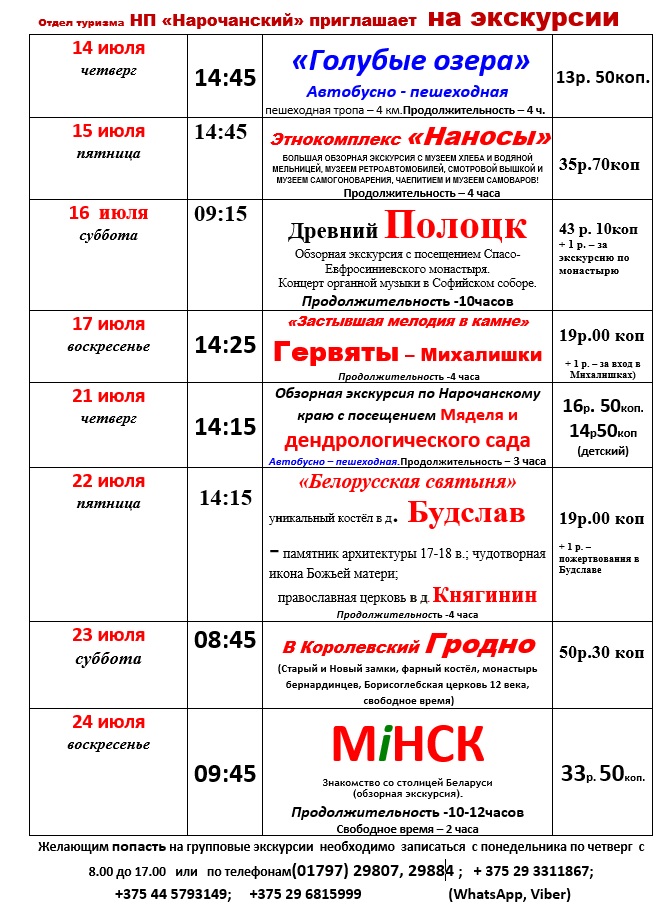 Отдел туризма НП «Нарочанский» приглашает на экскурсии
14 июля
четверг
14:45
«Голубые озера»
Автобусно - пешеходная
пешеходная тропа – 4 км.Продолжительность – 4 ч.
13р. 50коп.
15 июля
пятница
14:45
Этнокомплекс «Наносы»
БОЛЬШАЯ ОБЗОРНАЯ ЭКСКУРСИЯ С МУЗЕЕМ ХЛЕБА И ВОДЯНОЙ
МЕЛЬНИЦЕЙ, МУЗЕЕМ РЕТРОАВТОМОБИЛЕЙ, СМОТРОВОЙ ВЫШКОЙ И
МУЗЕЕМ САМОГОНОВАРЕНИЯ, ЧАЕПИТИЕМ И МУЗЕЕМ САМОВАРОВ!
Продолжительность – 4 часа
35р.70коп
16 июля
суббота
09:15
Древний Полоцк
Обзорная экскурсия с посещением Спасо-
Евфросиниевского монастыря.
Концерт органной музыки в Софийском соборе.
Продолжительность -10часов
43 р. 10коп
+ 1 р. – за
экскурсию по
монастырю
17 июля
воскресенье
14:25
«Застывшая мелодия в камне»
Гервяты – Михалишки
Продолжительность -4 часа
19р.00 коп
+ 1 р. – за вход в
Михалишках)
21 июля
четверг
14:15
Обзорная экскурсия по Нарочанскому
краю с посещением Мяделя и
дендрологического сада
Автобусно – пешеходная.Продолжительность – 3 часа
16р. 50коп.
14р50коп
(детский)
22 июля
пятница
14:15
«Белорусская святыня»
уникальный костёл в д. Будслав
– памятник архитектуры 17-18 в.; чудотворная
икона Божьей матери;
православная церковь в д. Княгинин
Продолжительность -4 часа
19р.00 коп
+ 1 р. –
пожертвования в
Будславе
23 июля
суббота
08:45
В Королевский Гродно
(Старый и Новый замки, фарный костёл, монастырь
бернардинцев, Борисоглебская церковь 12 века,
свободное время)
50р.30 коп
24 июля
воскресенье
09:45
МіНСК
Знакомство со столицей Беларуси
(обзорная экскурсия).
Продолжительность -10-12часов
Свободное время – 2 часа
33р. 50коп.
Желающим попасть на групповые экскурсии необходимо записаться с понедельника по четверг с
8.00 до 17.00 или по телефонам(01797) 29807, 29884 ; + 375 29 3311867;
+375 44 5793149; +375 29 6815999 (WhatsApp, Viber)